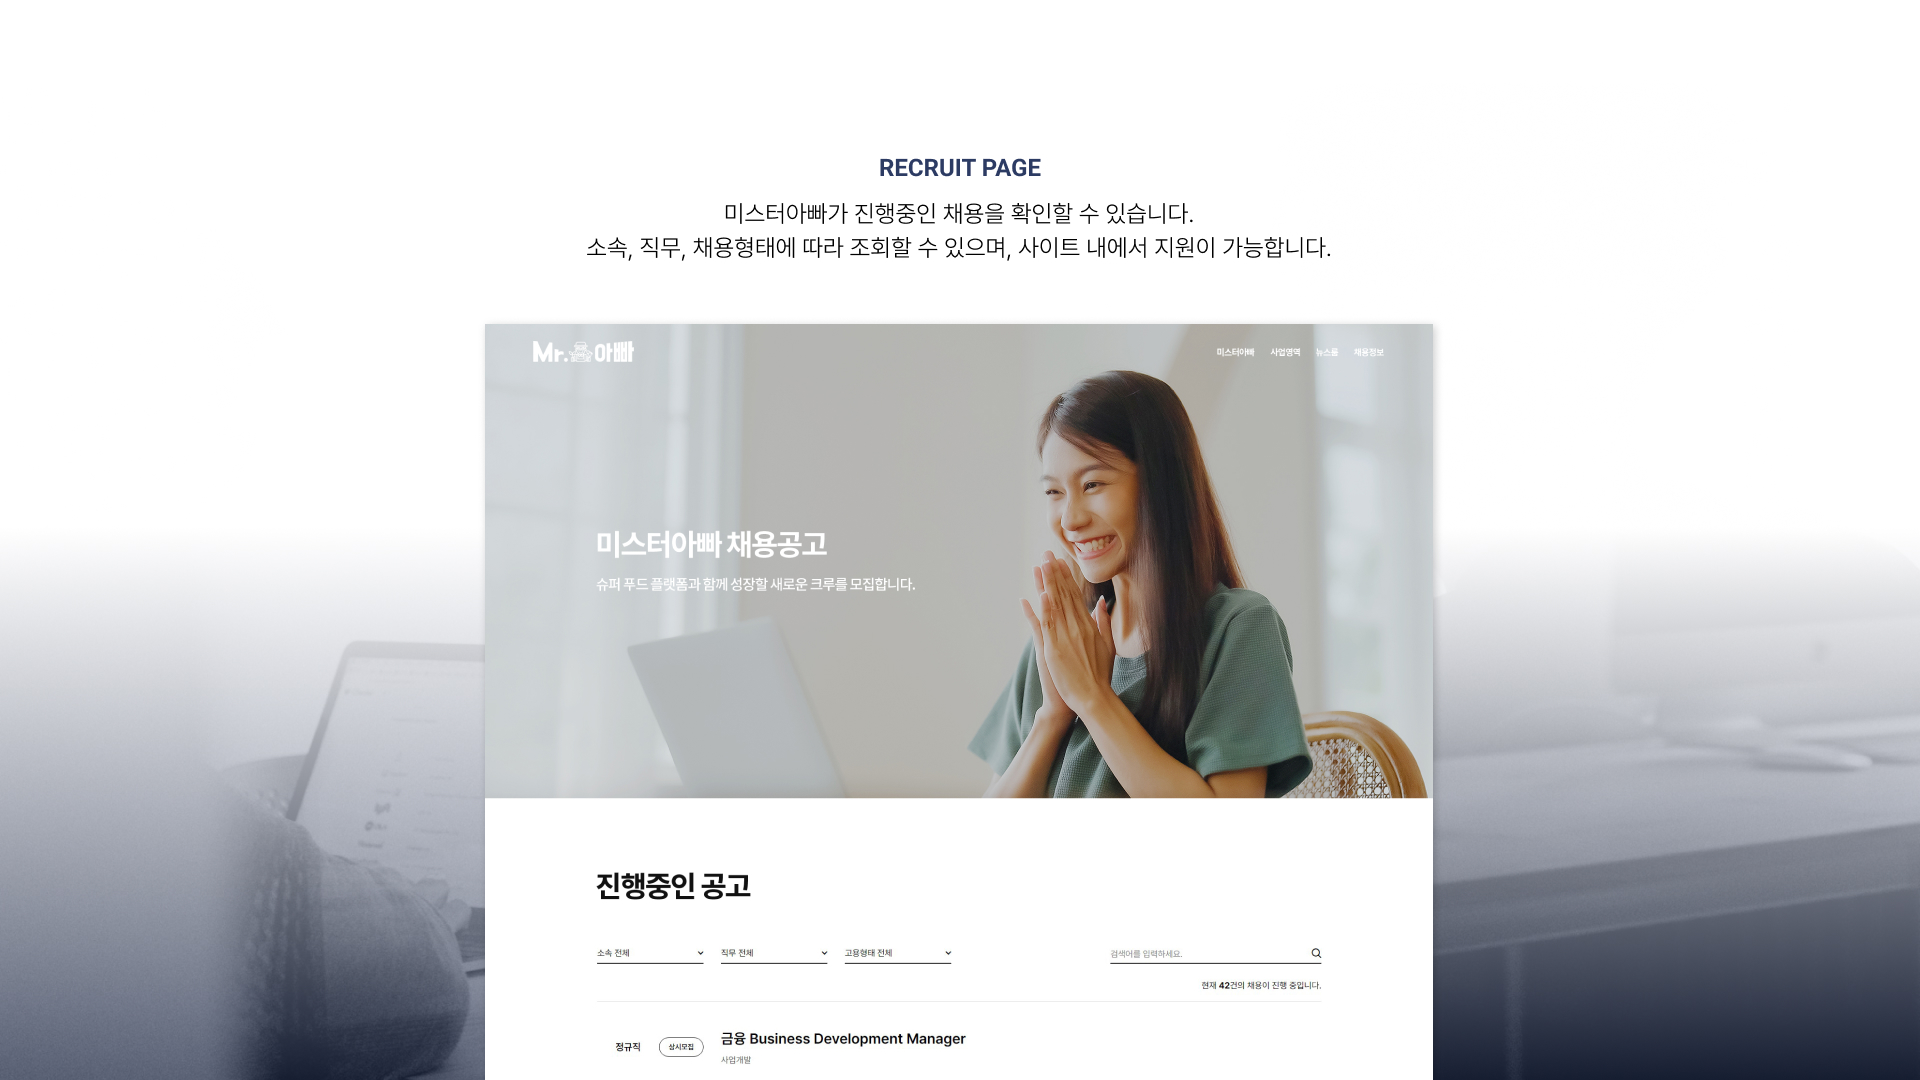 RECRUIT PAGE
미스터아빠가 진행중인 채용을 확인할 수 있습니다.
소속, 직무, 채용형태에 따라 조회할 수 있으며, 사이트 내에서 지원이 가능합니다.
Mr. 아빠
미스터아빠 사업영역 뉴스룸 채용정보
미스터아빠 채용공고
슈퍼 푸드 플랫폼과 함께 성장할 새로운 크루를 모집합니다.
진행중인 공고
소속 전체 직무 전체 고용형태 전체 검색어를 입력하세요.
현재 42건의 채용이 진행 중입니다.
정규직 상시모집 금융 Business Development Manager
사업개발